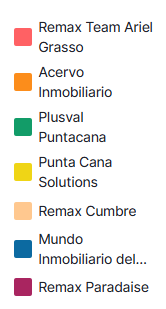 Remax Team Ariel
Grasso
Acervo
Inmobiliario
Plusval
Puntacana
Punta Cana
Solutions
Remax Cumbre
Mundo
Inmobiliario del...
Remax Paradaise